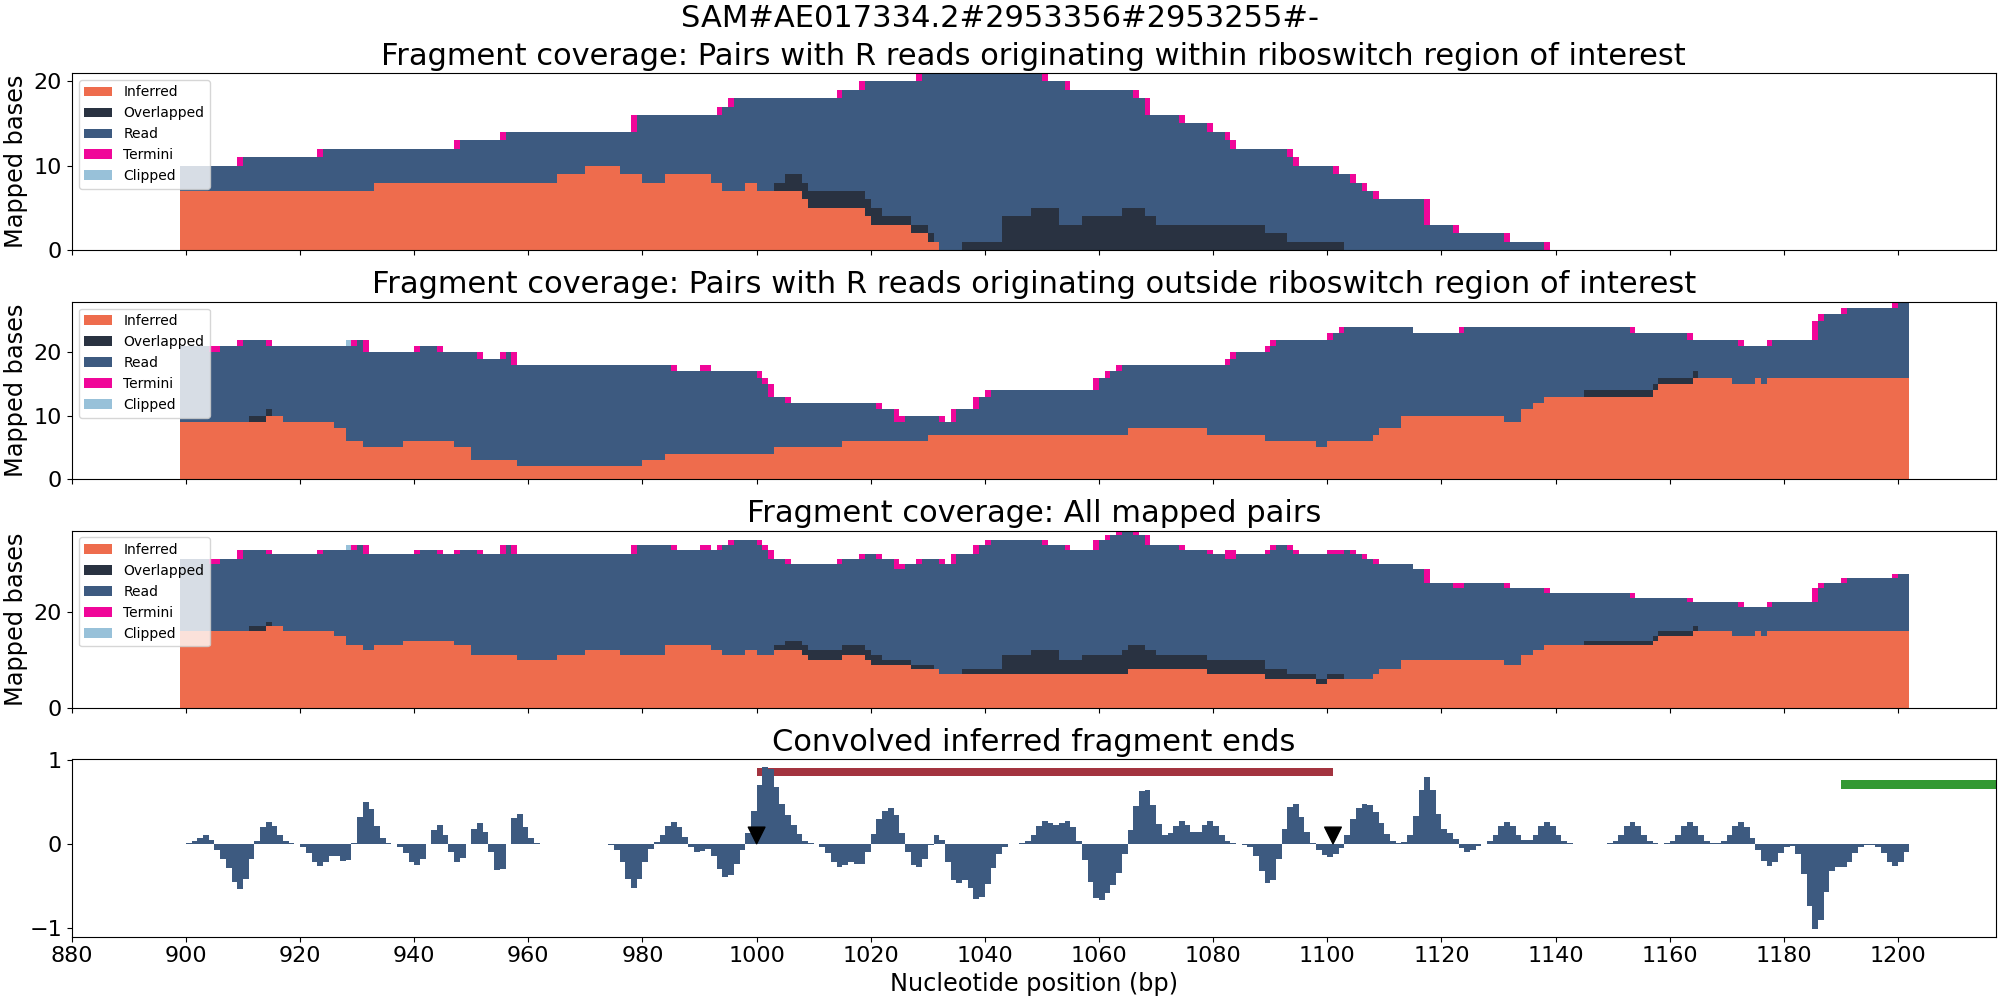 SAM#AE017334.2#2953356#2953255#-
Fragment coverage: Pairs with R reads originating within riboswitch region of interest
Mapped bases
20
10
0
Inferred
Overlapped
Read
Termini
Clipped
Fragment coverage: Pairs with R reads originating outside riboswitch region of interest
Mapped bases
20
10
0
Inferred
Overlapped
Read
Termini
Clipped
Fragment coverage: All mapped pairs
Mapped bases
20
0
Inferred
Overlapped
Read
Termini
Clipped
Convolved inferred fragment ends
1
0
−1
880 900 920 940 960 980 1000 1020 1040 1060 1080 1100 1120 1140 1160 1180 1200
Nucleotide position (bp)